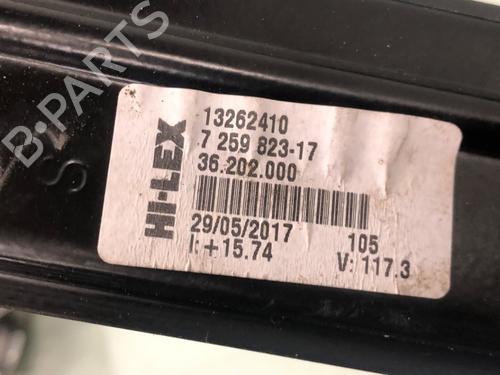 B-PARTS
S
HI-LEX
13262410
7 259 823-17
36.202.000
29/05/2017 105
I: + 15.74 V: 117.3